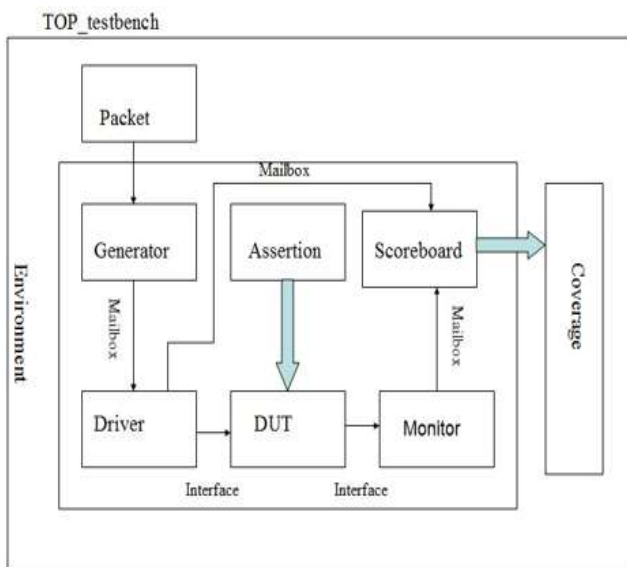 TOP_testbench
Packet
Mailbox
Generator
Assertion
Scoreboard
Environment
Mailbox
Mailbox
Coverage
Driver
DUT
Monitor
Interface
Interface